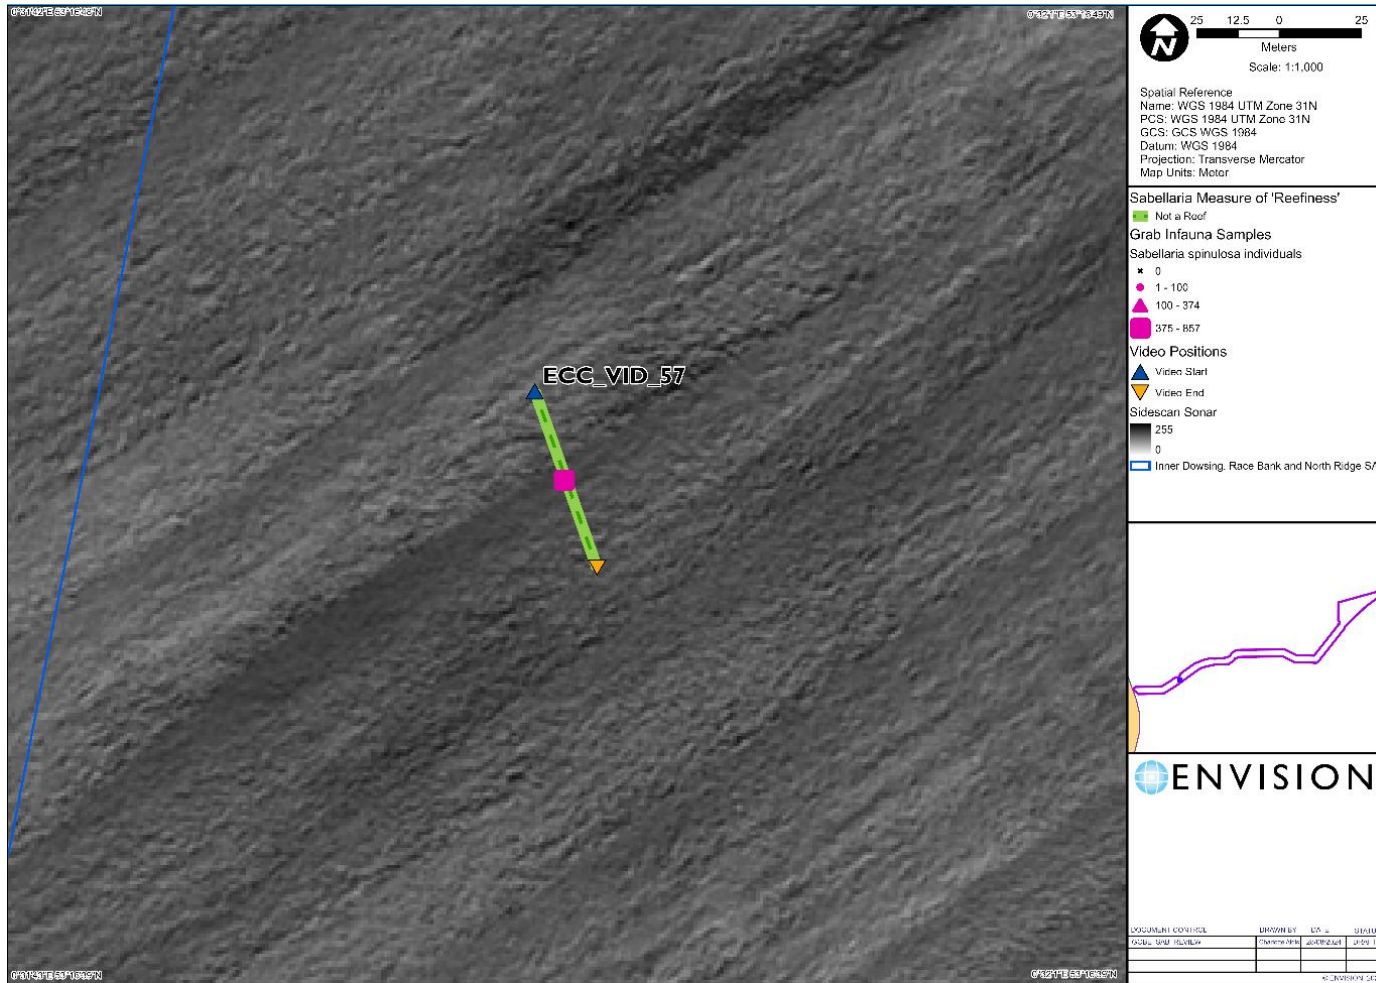 ECC_VID_57
25 12.5 0 25
Meters
Scale: 1:1,000
Spatial Reference
Name: WGS 1984 UTM Zone 31N
PCS: WGS 1984 UTM Zone 31N
GCS: GCS WGS 1984
Datum: WGS 1984
Projection: Transverse Mercator
Map Units: Meter
Sabellaria Measure of 'Reefiness'
Not a Reef
Grab Infauna Samples
Sabellaria spinulosa individuals
0
1 - 100
100 - 374
375 - 857
Video Positions
Video Start
Video End
Sidescan Sonar
255
0
Inner Dowsing, Race Bank and North Ridge SA
N
ENVISION
DOCUMENT CONTROL DRAWN BY DATE STATU